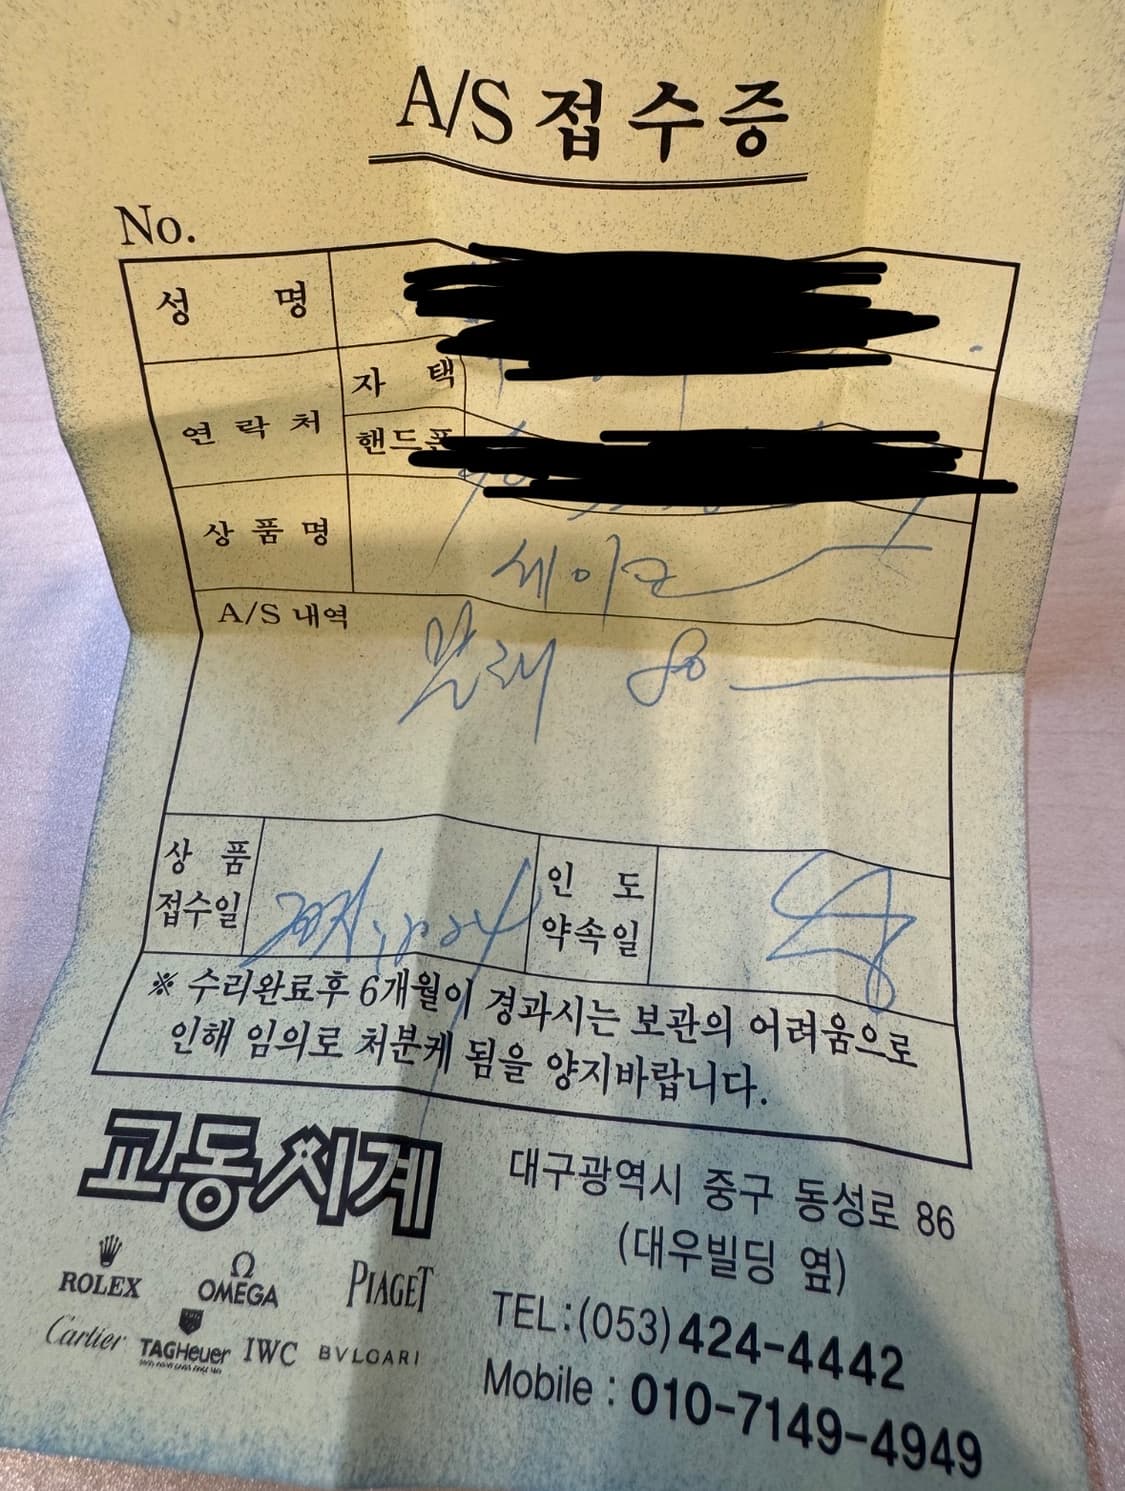 A/S 접수증
No.
성 명
연락처
자 택
핸드폰
상품명
세이코
A/S 내역
80
상 품
접수일
인 도
약속일
※ 수리완료후 6개월이 경과시는 보관의 어려움으로
인해 임의로 처분케 됨을 양지바랍니다.
교동시계
ROLEX
OMEGA
PIAGET
Cartier
TAGHeuer
IWC
BVLGARI
대구광역시 중구 동성로 86
(대우빌딩 옆)
TEL:(053)424-4442
Mobile : 010-7149-4949